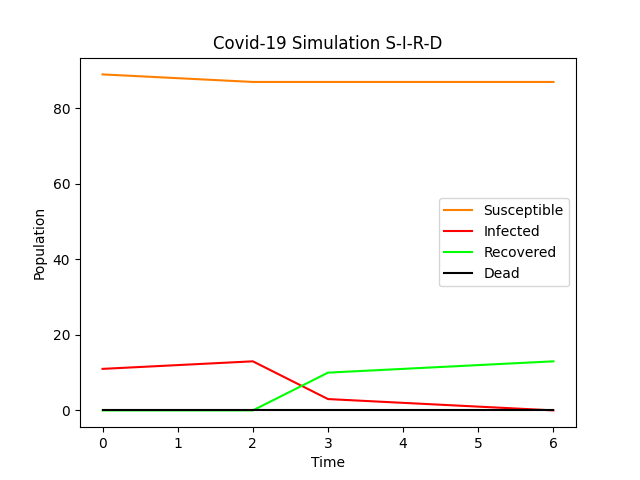 Covid-19 Simulation S-I-R-D
Population
80
60
40
20
0
Susceptible
Infected
Recovered
Dead
0 1 2 3 4 5 6
Time